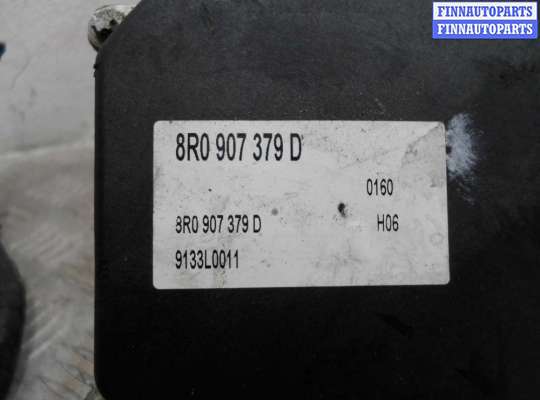 FINNAUTOPARTS
FINNAUTOPARTS
8R0 907 379 D
0160
8R0 907 379 D H06
9133L0011